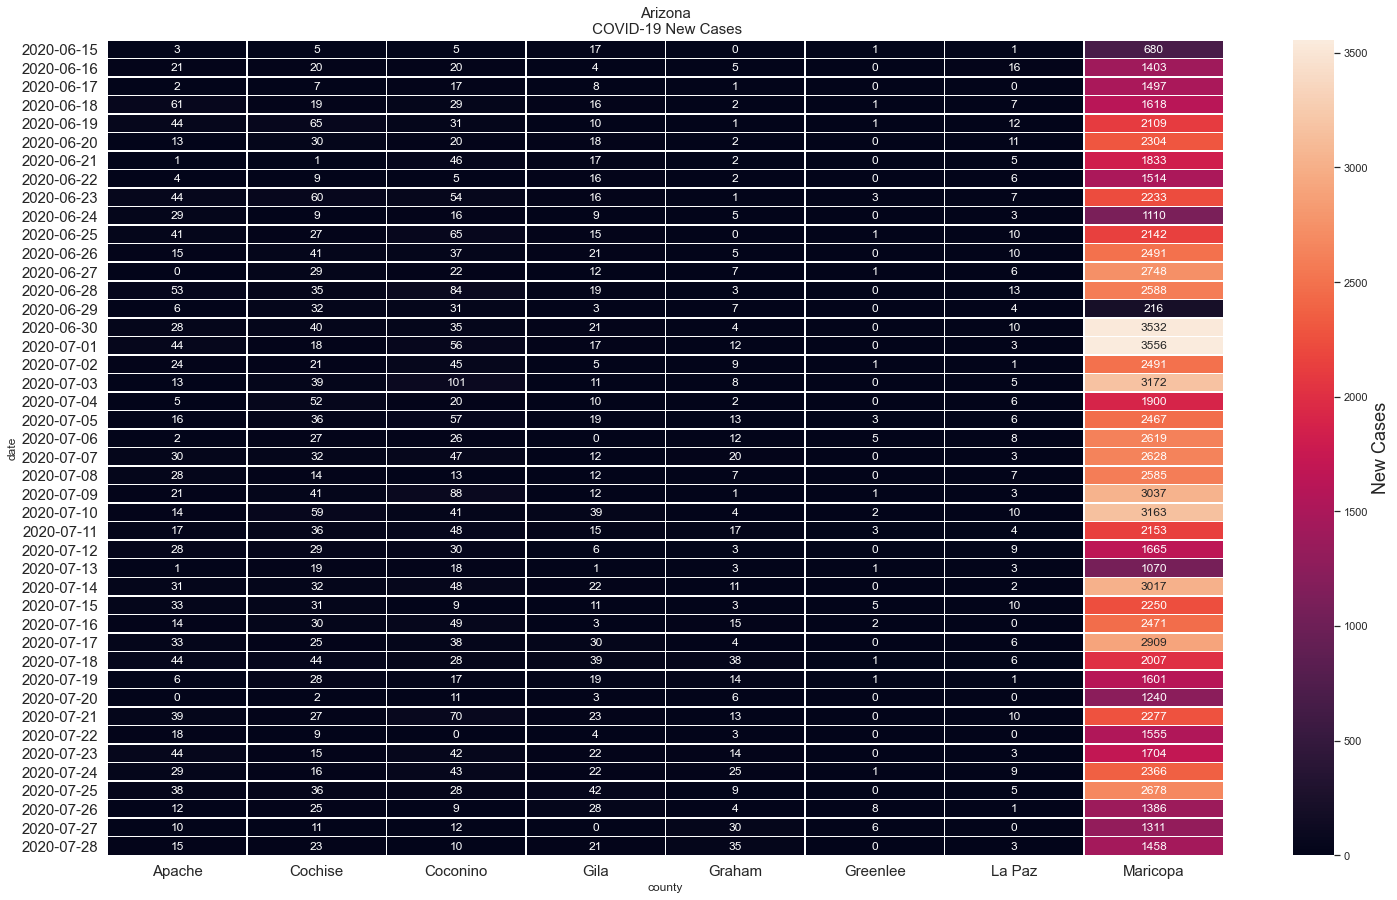 Arizona
COVID-19 New Cases
2020-06-15 3 5 5 17 0 1 1 680
2020-06-16 21 20 20 4 5 0 16 1403
2020-06-17 2 7 17 8 1 0 0 1497
2020-06-18 61 19 29 16 2 1 7 1618
2020-06-19 44 65 31 10 1 1 12 2109
2020-06-20 13 30 20 18 2 0 11 2304
2020-06-21 1 1 46 17 2 0 5 1833
2020-06-22 4 9 5 16 2 0 6 1514
2020-06-23 44 60 54 16 1 3 7 2233
2020-06-24 29 9 16 9 5 0 3 1110
2020-06-25 41 27 65 15 0 1 10 2142
2020-06-26 15 41 37 21 5 0 10 2491
2020-06-27 0 29 22 12 7 1 6 2748
2020-06-28 53 35 84 19 3 0 13 2588
2020-06-29 6 32 31 3 7 0 4 216
2020-06-30 28 40 35 21 4 0 10 3532
2020-07-01 44 18 56 17 12 0 3 3556
2020-07-02 24 21 45 5 9 1 1 2491
2020-07-03 13 39 101 11 8 0 5 3172
2020-07-04 5 52 20 10 2 0 6 1900
2020-07-05 16 36 57 19 13 3 6 2467
2020-07-06 2 27 26 0 12 5 8 2619
2020-07-07 30 32 47 12 20 0 3 2628
2020-07-08 28 14 13 12 7 0 7 2585
2020-07-09 21 41 88 12 1 1 3 3037
2020-07-10 14 59 41 39 4 2 10 3163
2020-07-11 17 36 48 15 17 3 4 2153
2020-07-12 28 29 30 6 3 0 9 1665
2020-07-13 1 19 18 1 3 1 3 1070
2020-07-14 31 32 48 22 11 0 2 3017
2020-07-15 33 31 9 11 3 5 10 2250
2020-07-16 14 30 49 3 15 2 0 2471
2020-07-17 33 25 38 30 4 0 6 2909
2020-07-18 44 44 28 39 38 1 6 2007
2020-07-19 6 28 17 19 14 1 1 1601
2020-07-20 0 2 11 3 6 0 0 1240
2020-07-21 39 27 70 23 13 0 10 2277
2020-07-22 18 9 0 4 3 0 0 1555
2020-07-23 44 15 42 22 14 0 3 1704
2020-07-24 29 16 43 22 25 1 9 2366
2020-07-25 38 36 28 42 9 0 5 2678
2020-07-26 12 25 9 28 4 8 1 1386
2020-07-27 10 11 12 0 30 6 0 1311
2020-07-28 15 23 10 21 35 0 3 1458
Apache Cochise Coconino Gila Graham Greenlee La Paz Maricopa
county
date
3500
3000
2500
2000
1500
1000
500
0
New Cases